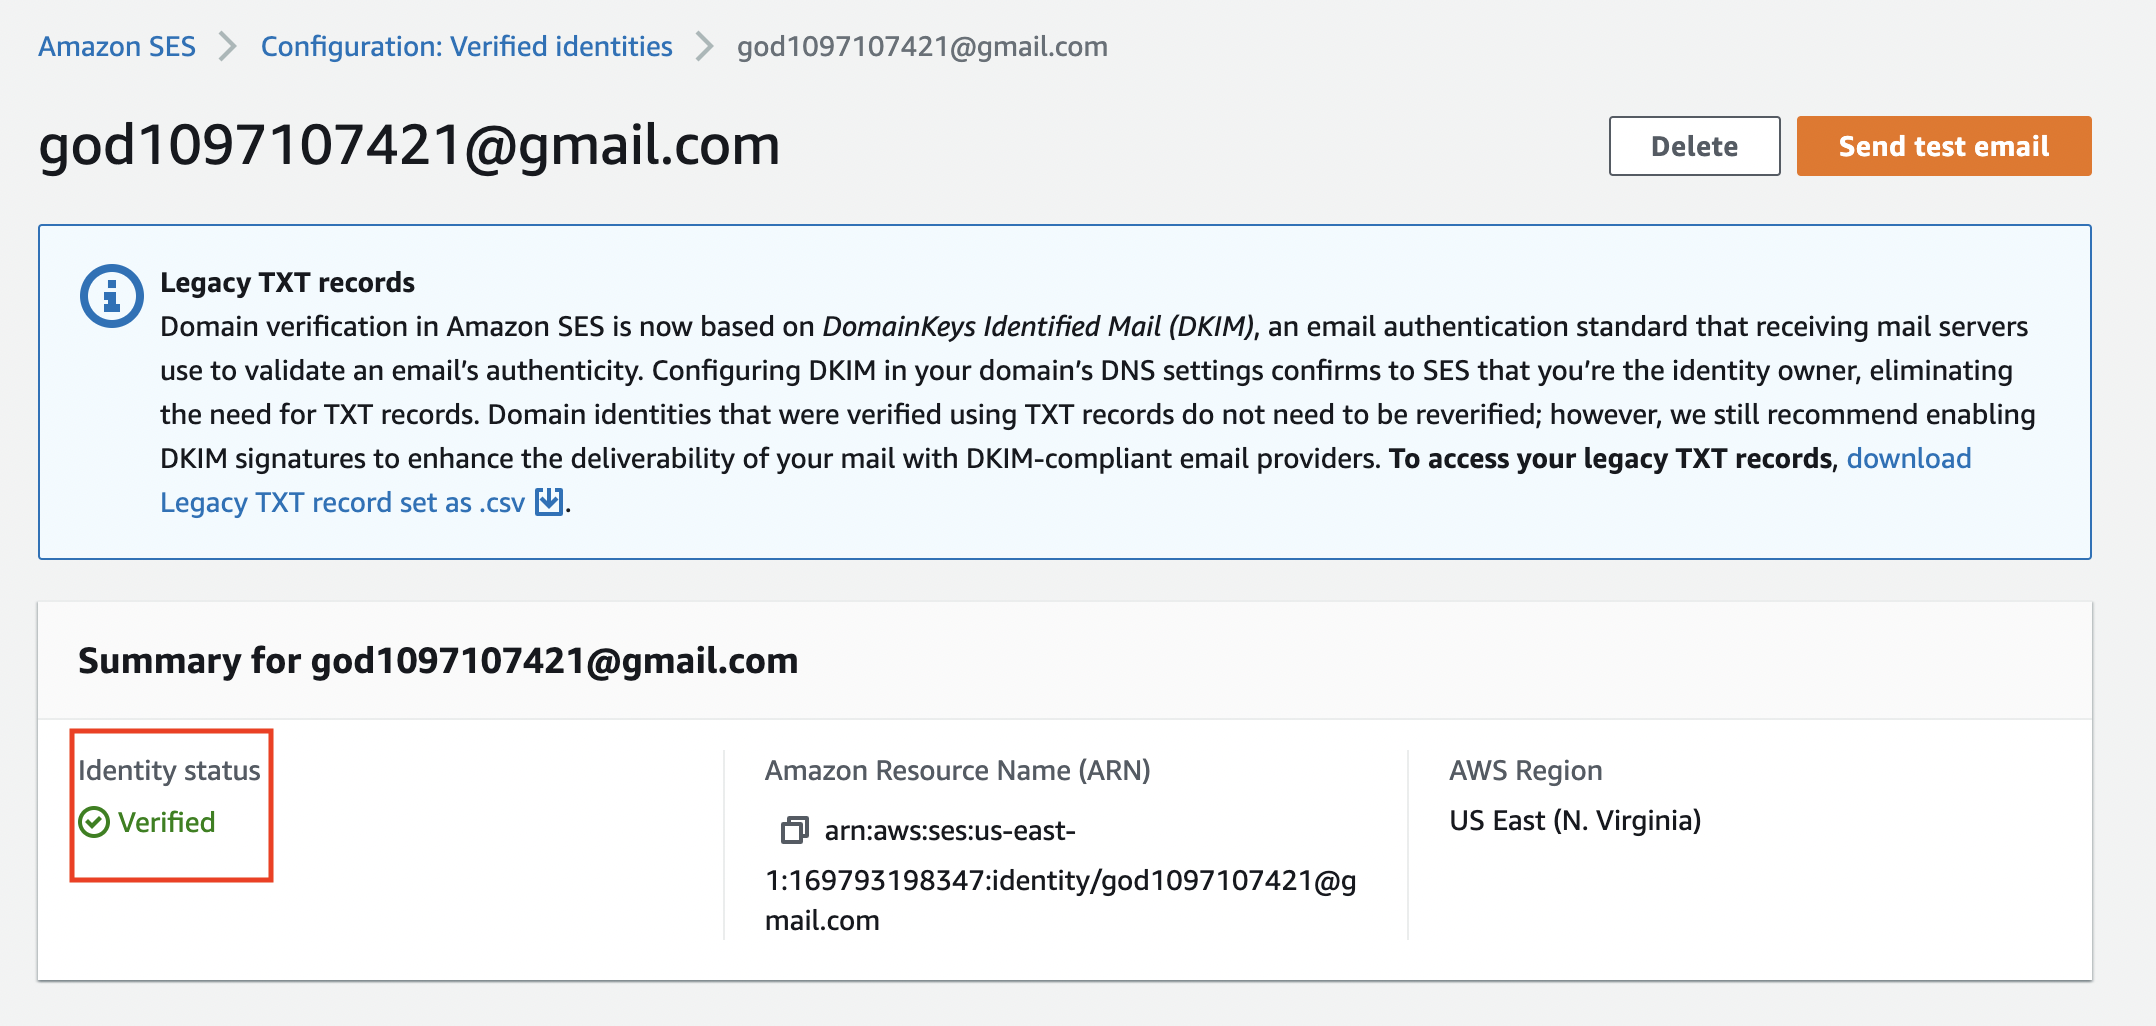 Amazon SES > Configuration: Verified identities > god1097107421@gmail.com
god1097107421@gmail.com
Delete
Send test email
Legacy TXT records
Domain verification in Amazon SES is now based on DomainKeys Identified Mail (DKIM), an email authentication standard that receiving mail servers
use to validate an email’s authenticity. Configuring DKIM in your domain’s DNS settings confirms to SES that you’re the identity owner, eliminating
the need for TXT records. Domain identities that were verified using TXT records do not need to be reverified; however, we still recommend enabling
DKIM signatures to enhance the deliverability of your mail with DKIM-compliant email providers. To access your legacy TXT records, download
Legacy TXT record set as .csv .
Summary for god1097107421@gmail.com
Identity status
Verified
Amazon Resource Name (ARN)
arn:aws:ses:us-east-
1:169793198347:identity/god1097107421@g
mail.com
AWS Region
US East (N. Virginia)